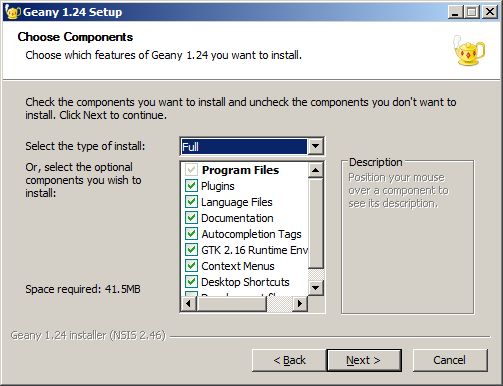 Geany 1.24 Setup
Choose Components
Choose which features of Geany 1.24 you want to install.
Check the components you want to install and uncheck the components you don't want to
install. Click Next to continue.
Select the type of install:
Full
Or, select the optional
components you wish to
install:
Program Files
Plugins
Language Files
Documentation
Autocompletion Tags
GTK 2.16 Runtime Env
Context Menus
Desktop Shortcuts
Description
Position your mouse
over a component to
see its description.
Space required: 41.5MB
Geany 1.24 installer (NSIS 2.46)
< Back
Next >
Cancel